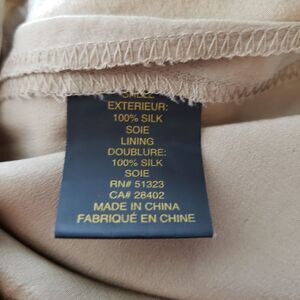 EXTERIEUR:
100% SILK
SOIE
LINING
DOUBLURE:
100% SILK
SOIE
RN# 51323
CA# 28402
MADE IN CHINA
FABRIQUÉ EN CHINE